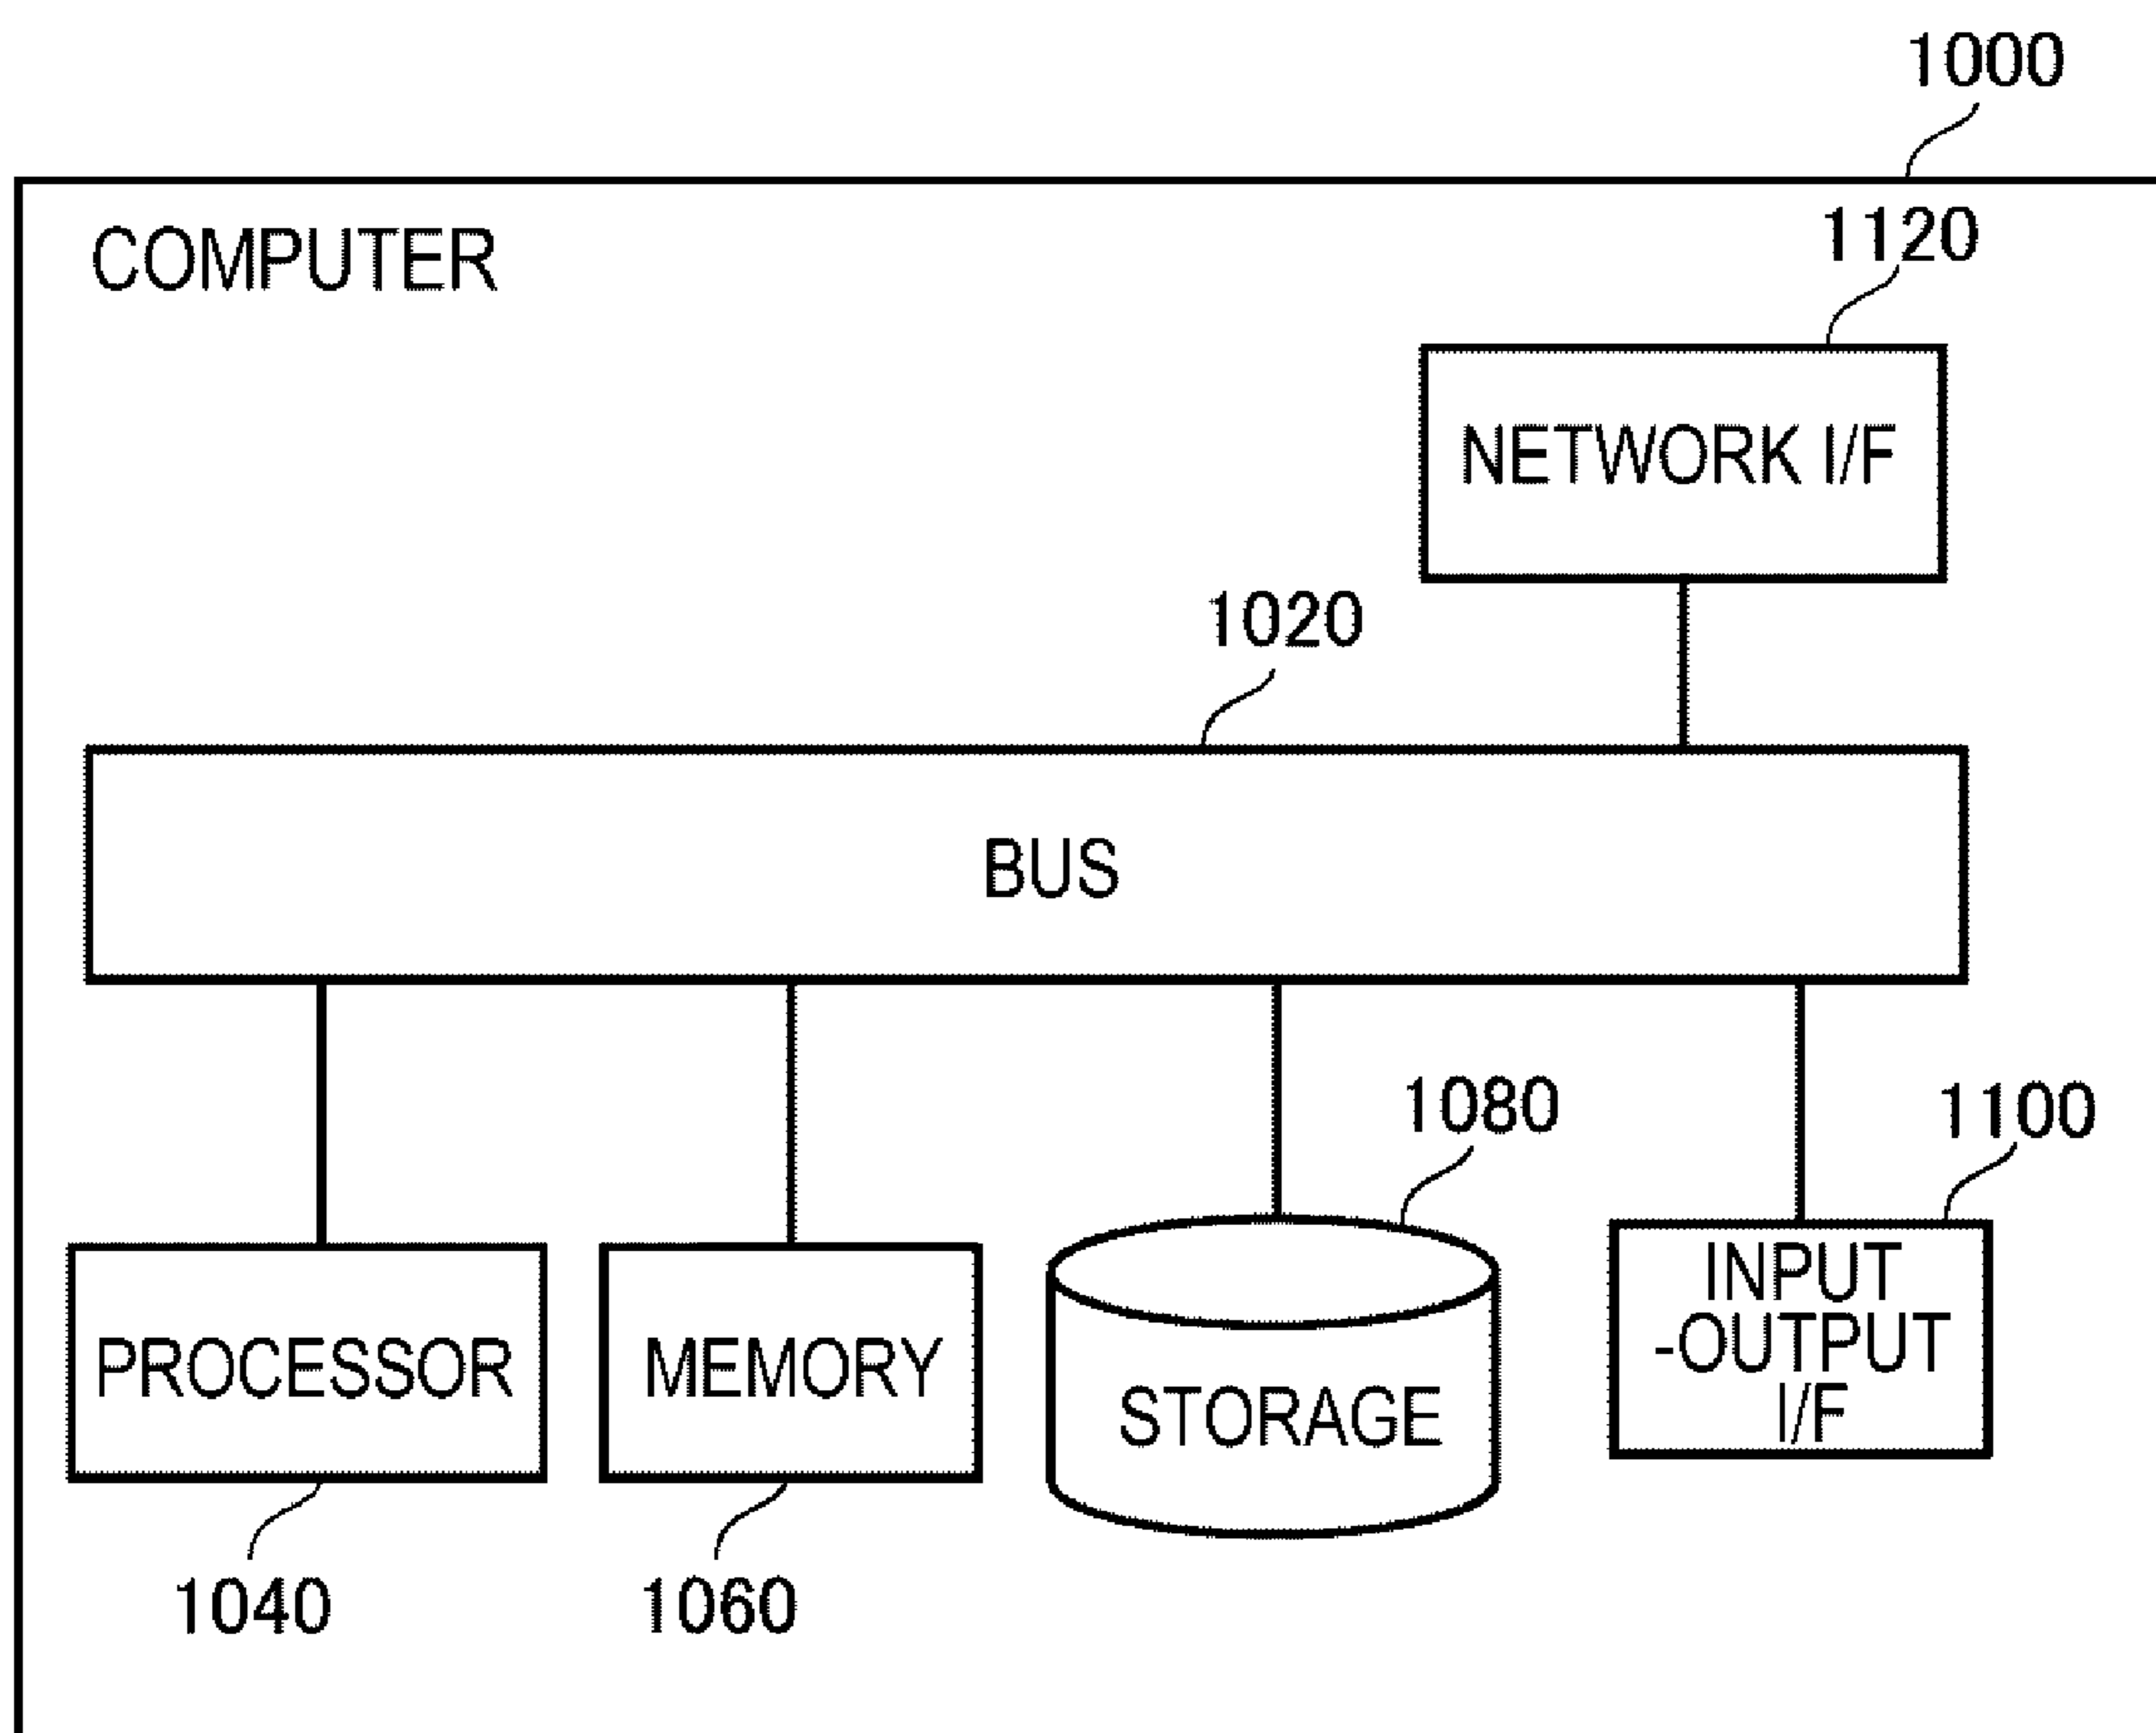 1000
COMPUTER
1120
NETWORK I/F
1020
BUS
1080
1100
PROCESSOR
MEMORY
STORAGE
INPUT
-OUTPUT
I/F
1040
1060